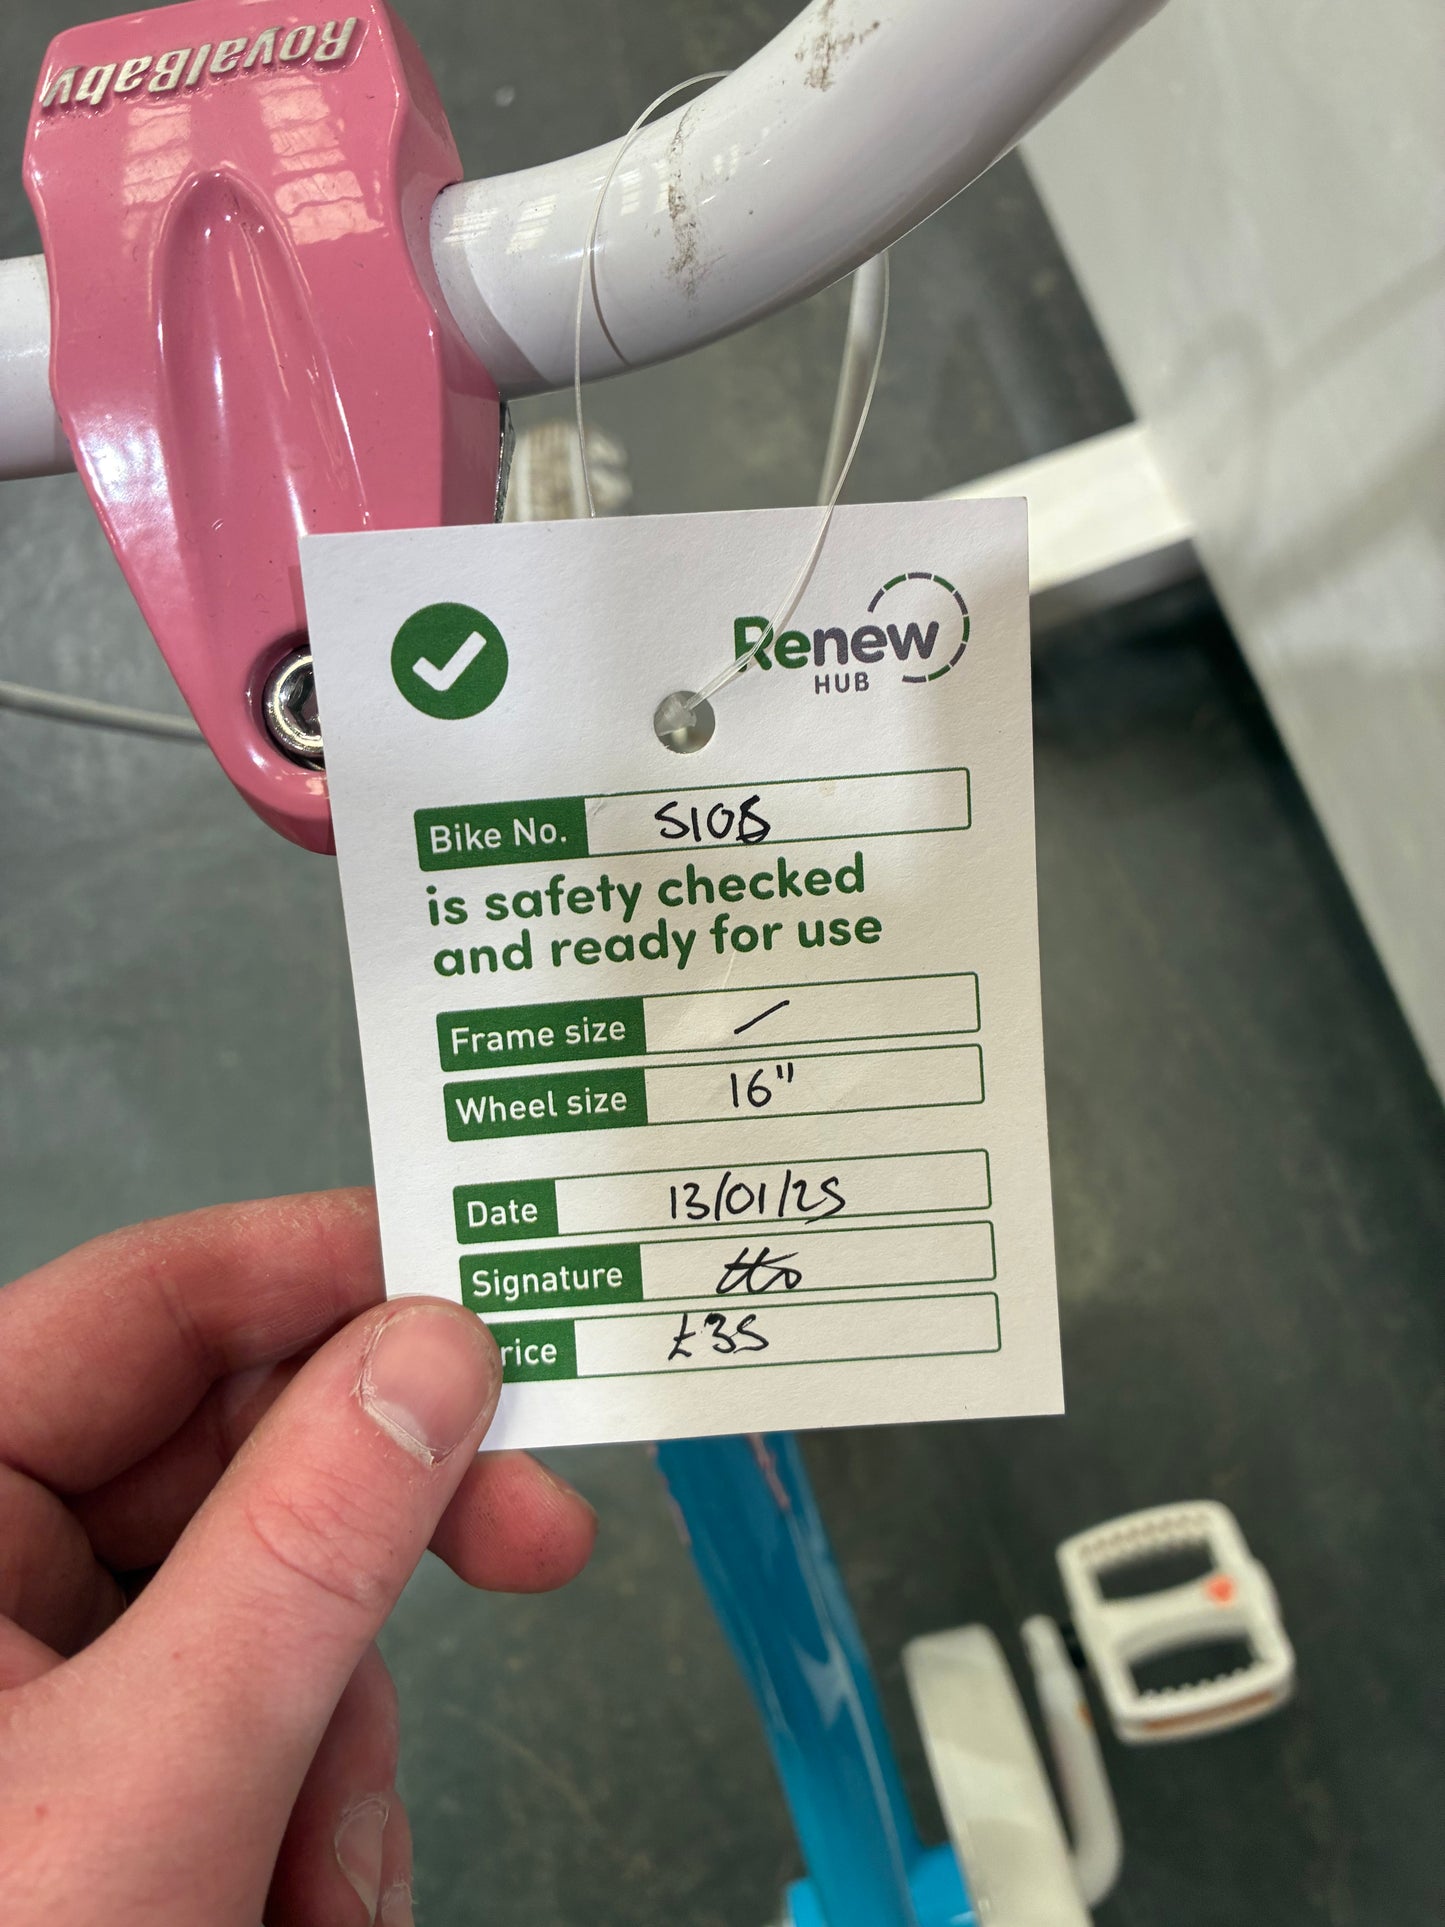 RoyalBaby
Renew
HUB
Bike No. S108
is safety checked
and ready for use
Frame size /
Wheel size 16"
Date 13/01/25
Signature
rice £35